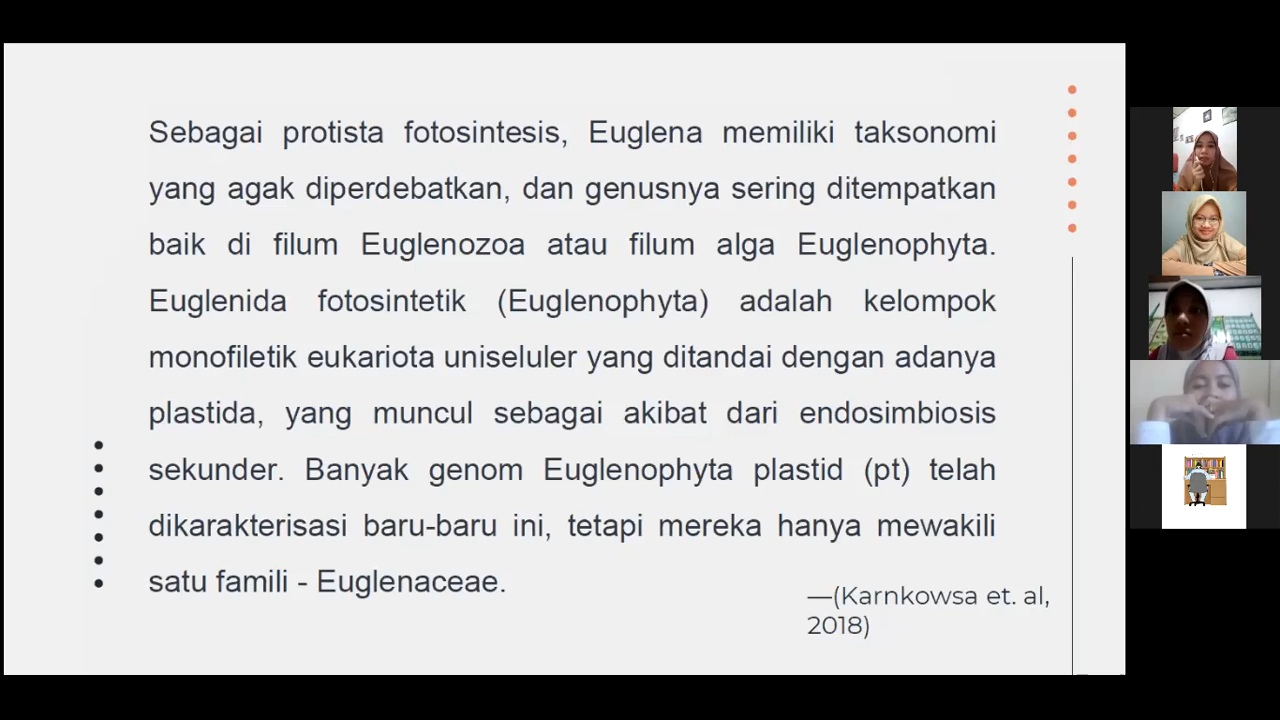 Sebagai protista fotosintesis, Euglena memiliki taksonomi
yang agak diperdebatkan, dan genusnya sering ditempatkan
baik di filum Euglenozoa atau filum alga Euglenophyta.
Euglenida fotosintetik (Euglenophyta) adalah kelompok
monofiletik eukariota uniseluler yang ditandai dengan adanya
plastida, yang muncul sebagai akibat dari endosimbiosis
sekunder. Banyak genom Euglenophyta plastid (pt) telah
dikarakterisasi baru-baru ini, tetapi mereka hanya mewakili
satu famili - Euglenaceae.
—(Karnkowsa et. al,
2018)